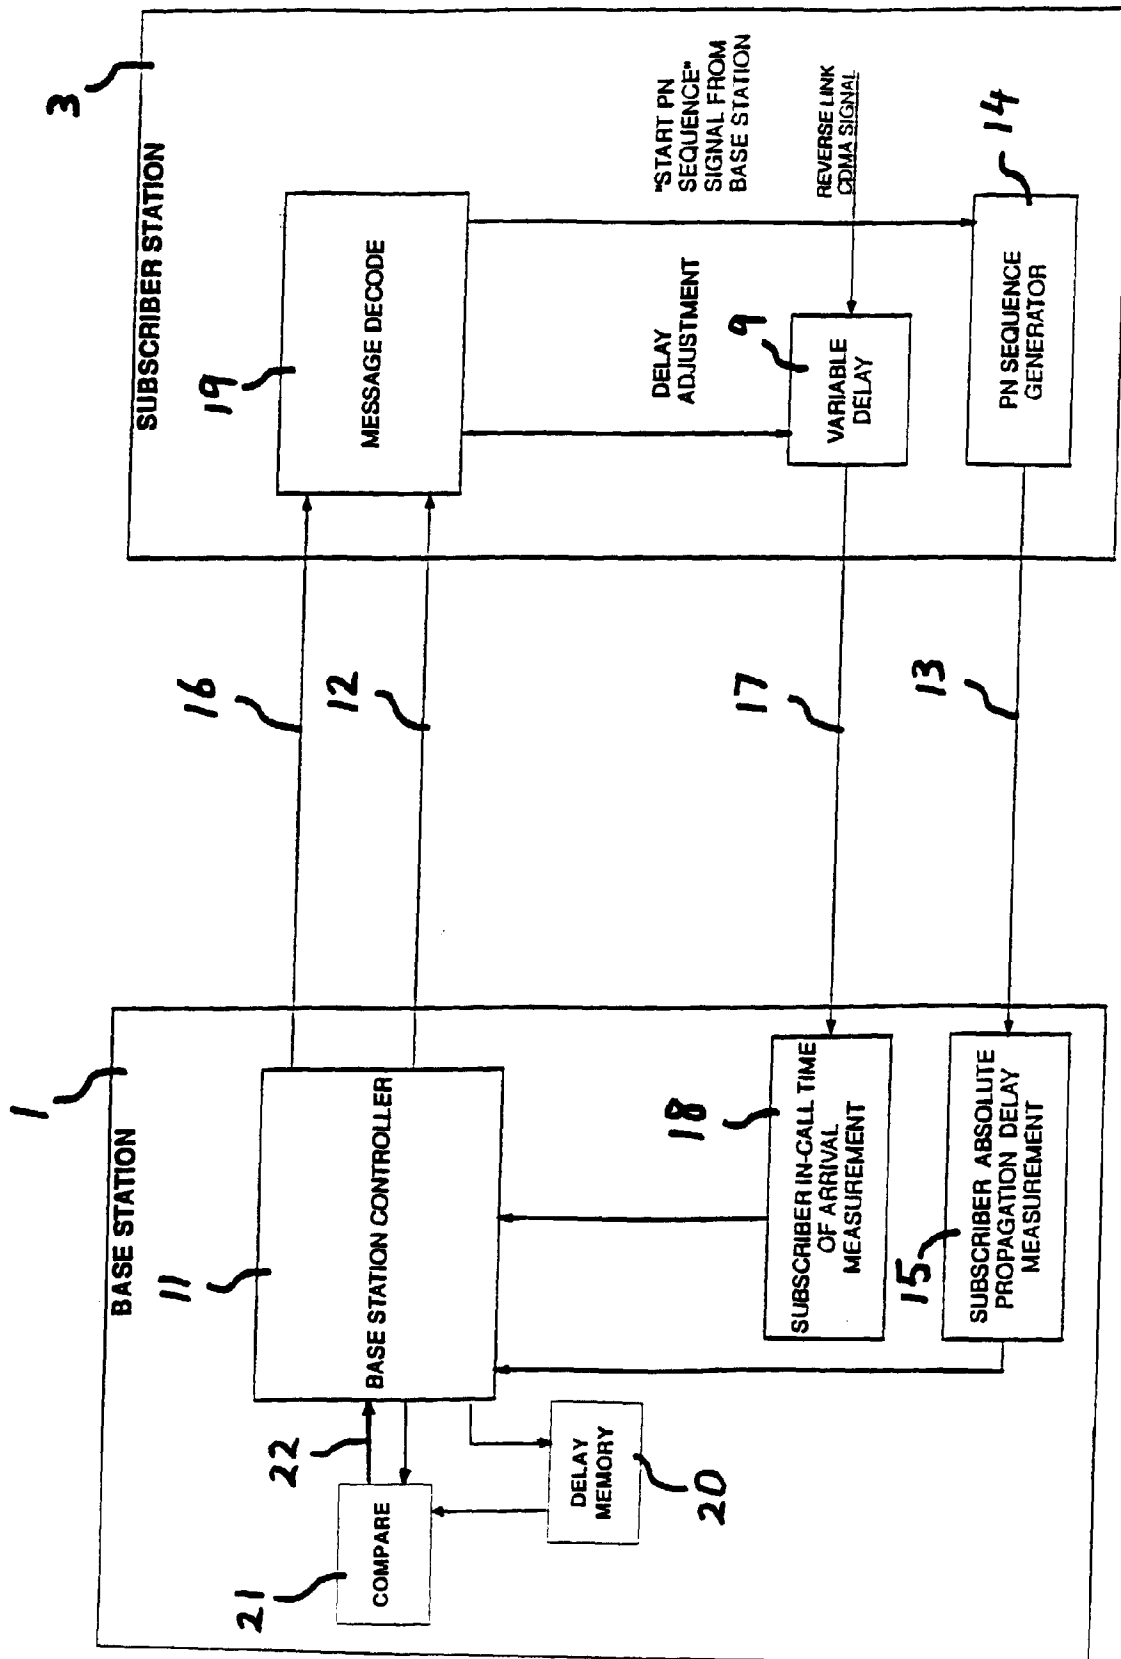 1
BASE STATION
11
BASE STATION CONTROLLER
22
21
COMPARE
DELAY
MEMORY
20
18
SUBSCRIBER IN-CALL TIME
OF ARRIVAL
MEASUREMENT
15
SUBSCRIBER ABSOLUTE
PROPAGATION DELAY
MEASUREMENT
16
12
17
13
3
SUBSCRIBER STATION
19
MESSAGE DECODE
DELAY
ADJUSTMENT
"START PN
SEQUENCE"
SIGNAL FROM
BASE STATION
9
VARIABLE
DELAY
REVERSE LINK
CDMA SIGNAL
14
PN SEQUENCE
GENERATOR